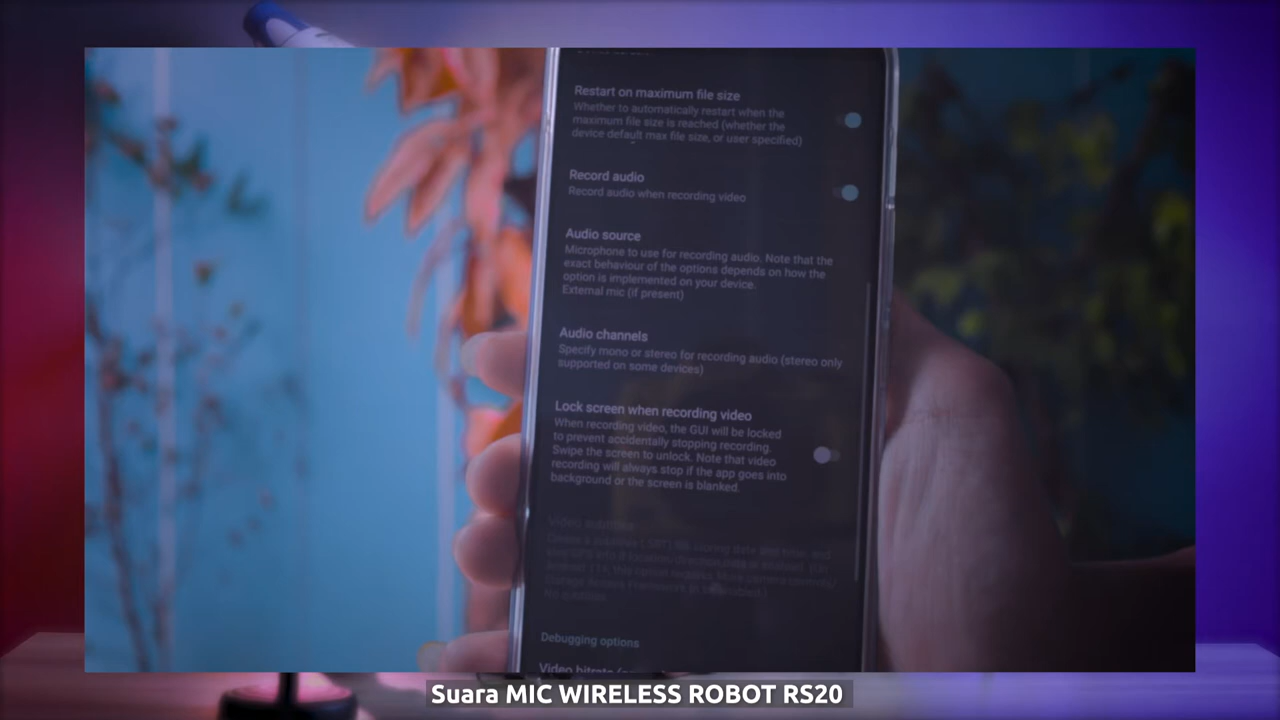 Restart on maximum file size
Whether to automatically restart when the
maximum file size is reached (whether the
device default max file size, or user specified)
Record audio
Record audio when recording video
Audio source
Microphone to use for recording audio. Note that the
exact behaviour of the options depends on how the
option is implemented on your device.
External mic (if present)
Audio channels
Specify mono or stereo for recording audio (stereo only
supported on some devices)
Lock screen when recording video
When recording video, the GUI will be locked
to prevent accidentally stopping recording.
Swipe the screen to unlock. Note that video
recording will always stop if the app goes into
background or the screen is blanked.
Video subtitles
No subtitles
Debugging options
Video bitrate
Suara MIC WIRELESS ROBOT RS20